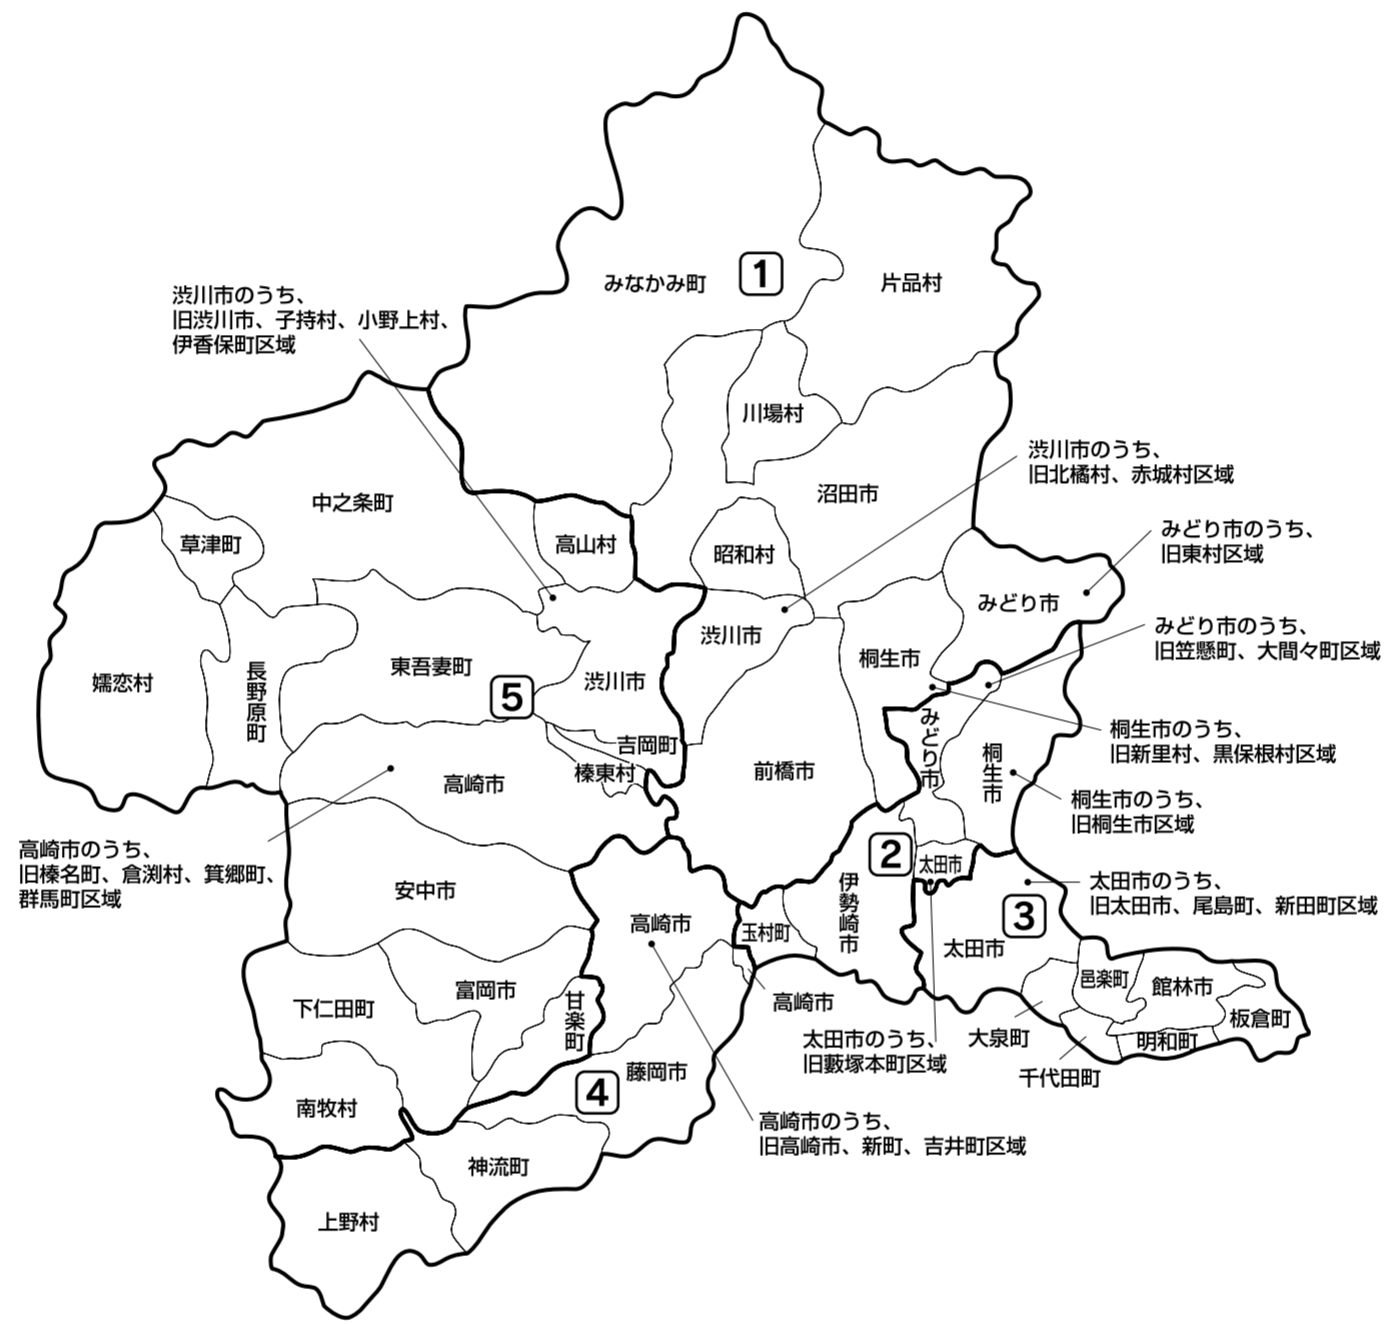 みなかみ町
1
片品村
渋川市のうち、
旧渋川市、子持村、小野上村、
伊香保町区域
川場村
渋川市のうち、
旧北橘村、赤城村区域
中之条町
沼田市
草津町
高山村
昭和村
みどり市のうち、
旧東村区域
みどり市
みどり市のうち、
旧笠懸町、大間々町区域
嬬恋村
長野原町
東吾妻町
5
渋川市
渋川市
桐生市
みどり市
桐生市
桐生市のうち、
旧新里村、黒保根村区域
吉岡町
榛東村
高崎市
前橋市
桐生市のうち、
旧桐生市区域
高崎市のうち、
旧榛名町、倉渕村、箕郷町、
群馬町区域
安中市
2
太田市
伊勢崎市
太田市のうち、
旧太田市、尾島町、新田町区域
3
高崎市
玉村町
太田市
下仁田町
富岡市
甘楽町
高崎市
邑楽町
館林市
板倉町
大泉町
明和町
千代田町
太田市のうち、
旧藪塚本町区域
藤岡市
4
南牧村
高崎市のうち、
旧高崎市、新町、吉井町区域
神流町
上野村